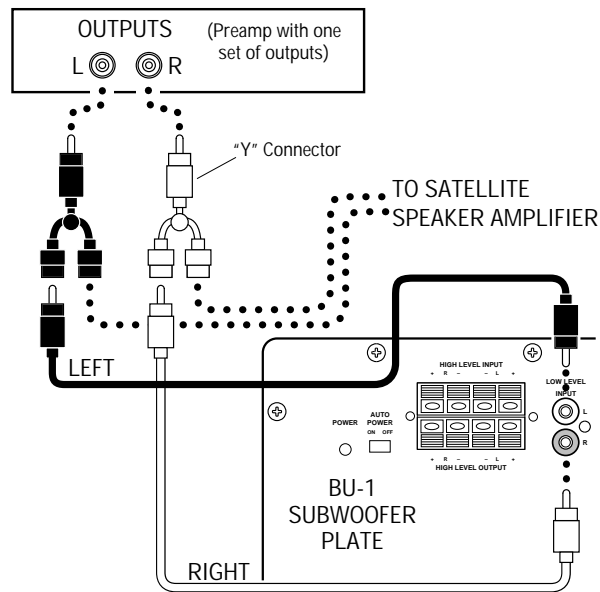 OUTPUTS
(Preamp with one
set of outputs)
L R
"Y" Connector
TO SATELLITE
SPEAKER AMPLIFIER
LEFT
HIGH LEVEL INPUT
+ R – – L +
LOW LEVEL
INPUT
L
R
POWER
AUTO
POWER
ON OFF
+ R – – L +
HIGH LEVEL OUTPUT
BU-1
SUBWOOFER
PLATE
RIGHT